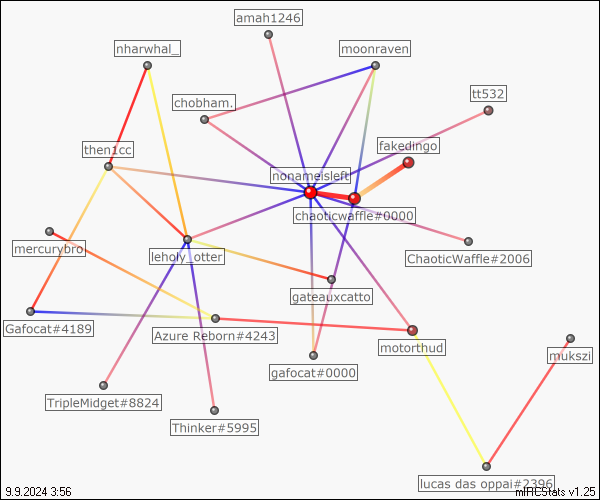 amah1246
nharwhal_
moonraven
tt532
chobham.
fakedingo
then1cc
nonameisleft
chaoticwaffle#0000
mercurybro
leholy_otter
ChaoticWaffle#2006
gateauxcatto
Gafocat#4189
Azure Reborn#4243
motorthud
mukszi
gafocat#0000
TripleMidget#8824
Thinker#5995
lucas das oppai#2396
9.9.2024 3:56
mIRCStats v1.25